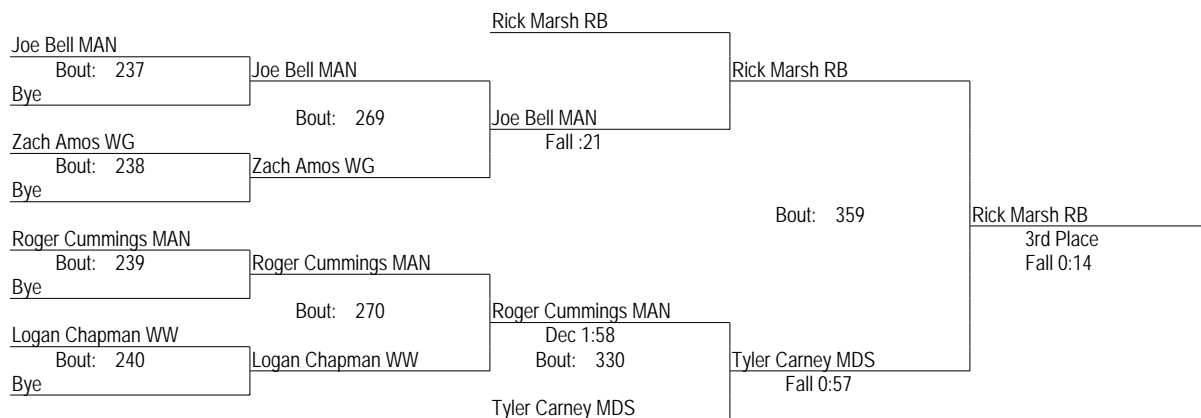 Rick Marsh RB
Joe Bell MAN
Bout: 237
Joe Bell MAN
Rick Marsh RB
Bye
Bout: 269
Joe Bell MAN
Fall :21
Zach Amos WG
Bout: 238
Zach Amos WG
Bye
Bout: 359
Rick Marsh RB
3rd Place
Fall 0:14
Roger Cummings MAN
Bout: 239
Roger Cummings MAN
Bye
Bout: 270
Roger Cummings MAN
Dec 1:58
Logan Chapman WW
Bout: 240
Logan Chapman WW
Bout: 330
Tyler Carney MDS
Fall 0:57
Bye
Tyler Carney MDS